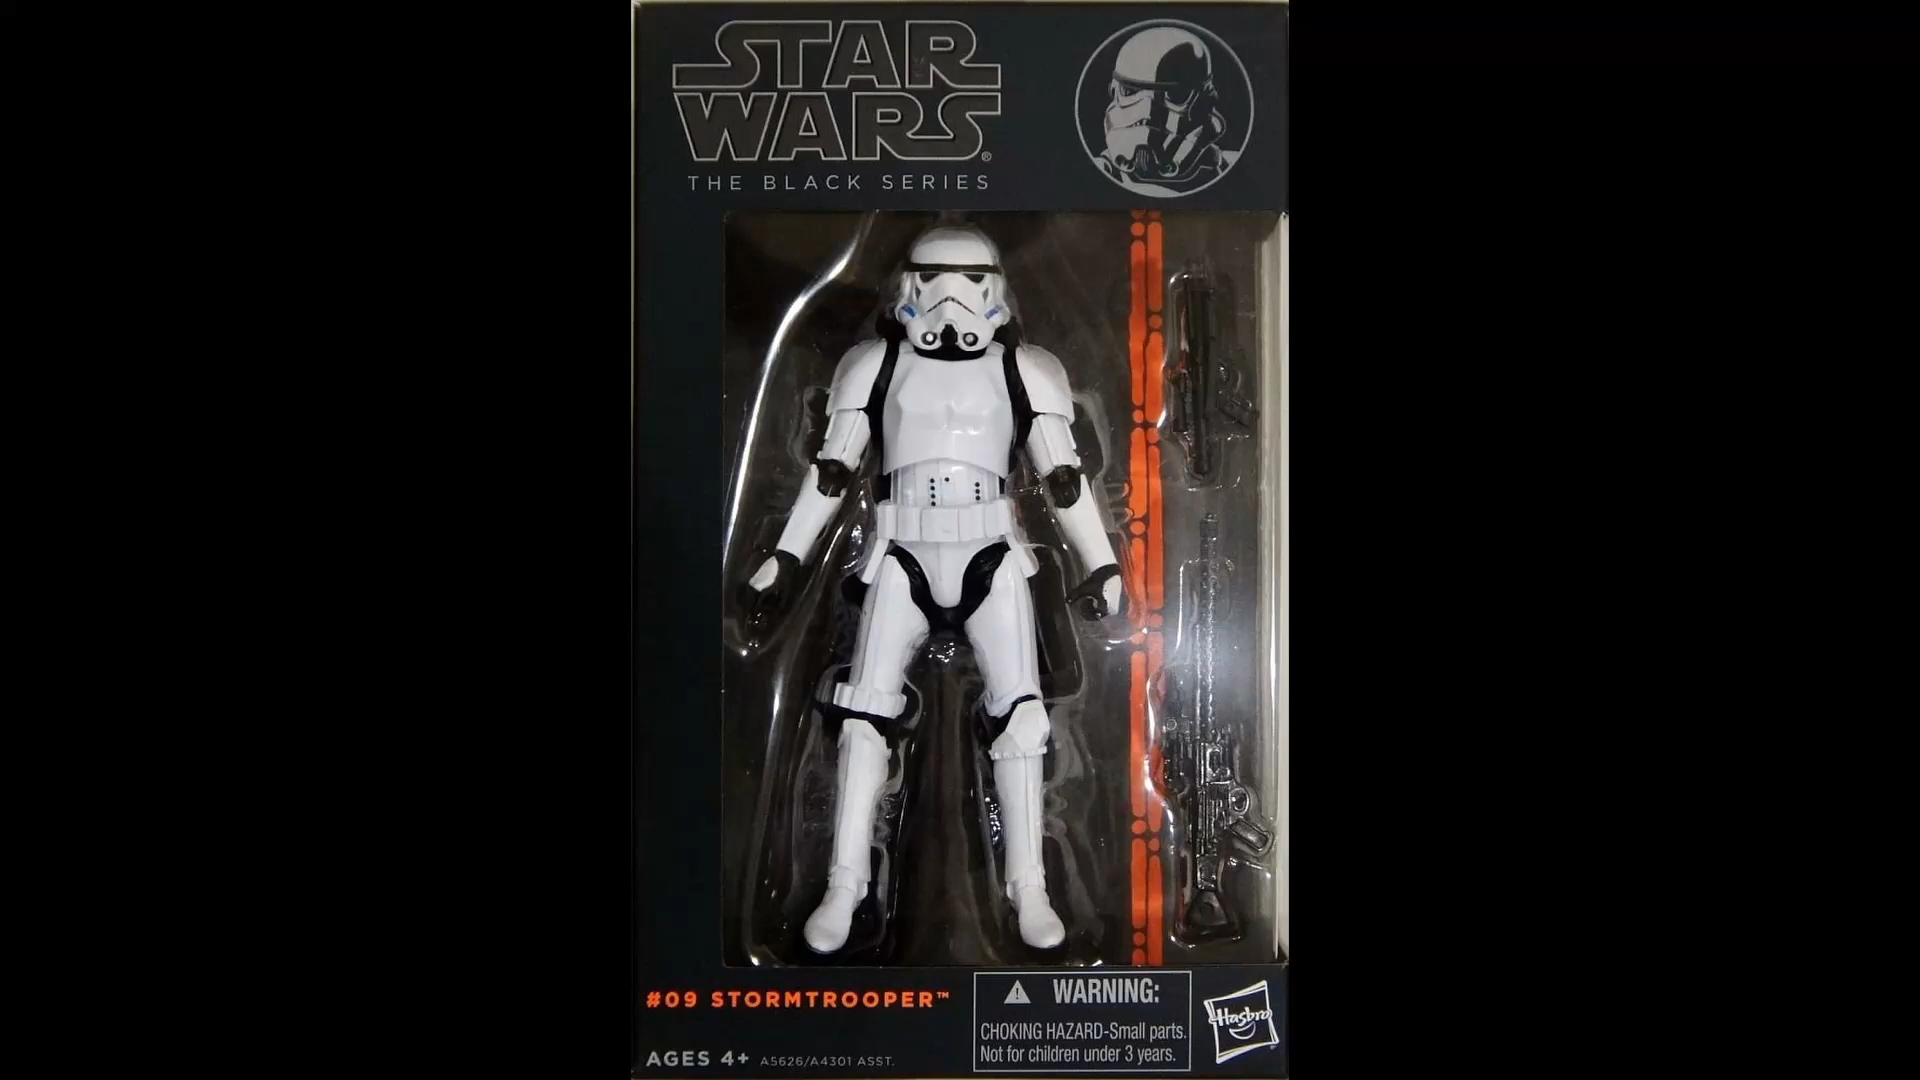 STAR
WARS®
THE BLACK SERIES
#09 STORMTROOPER™
AGES 4+ A5626/A4301 ASST.
⚠ WARNING:
CHOKING HAZARD-Small parts.
Not for children under 3 years.
Hasbro